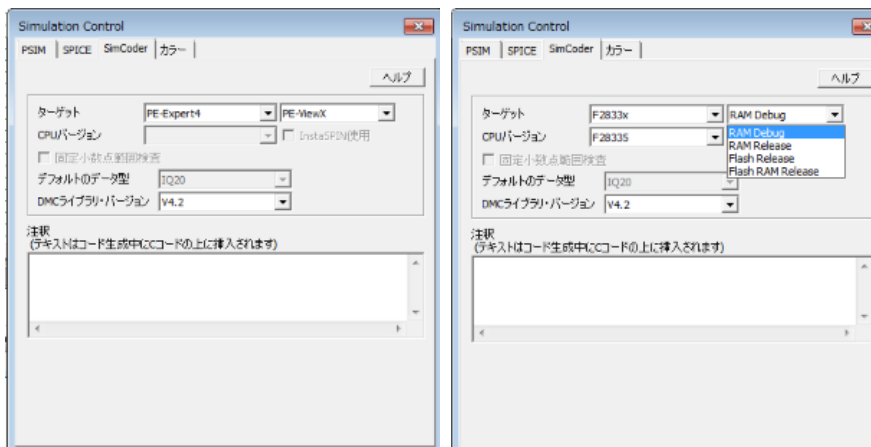 Simulation Control
PSIM SPICE SimCoder カラー
ヘルプ
ターゲット PE-Expert4 PE-ViewX
CPUバージョン InstaSPIN使用
固定小数点範囲検査
デフォルトのデータ型 IQ20
DMCライブラリ・バージョン V4.2
注釈
(テキストはコード生成中にCコードの上に挿入されます)
Simulation Control
PSIM SPICE SimCoder カラー
ヘルプ
ターゲット F2833x RAM Debug
CPUバージョン F28335
RAM Debug
RAM Release
Flash Release
Flash RAM Release
固定小数点範囲検査
デフォルトのデータ型 IQ20
DMCライブラリ・バージョン V4.2
注釈
(テキストはコード生成中にCコードの上に挿入されます)